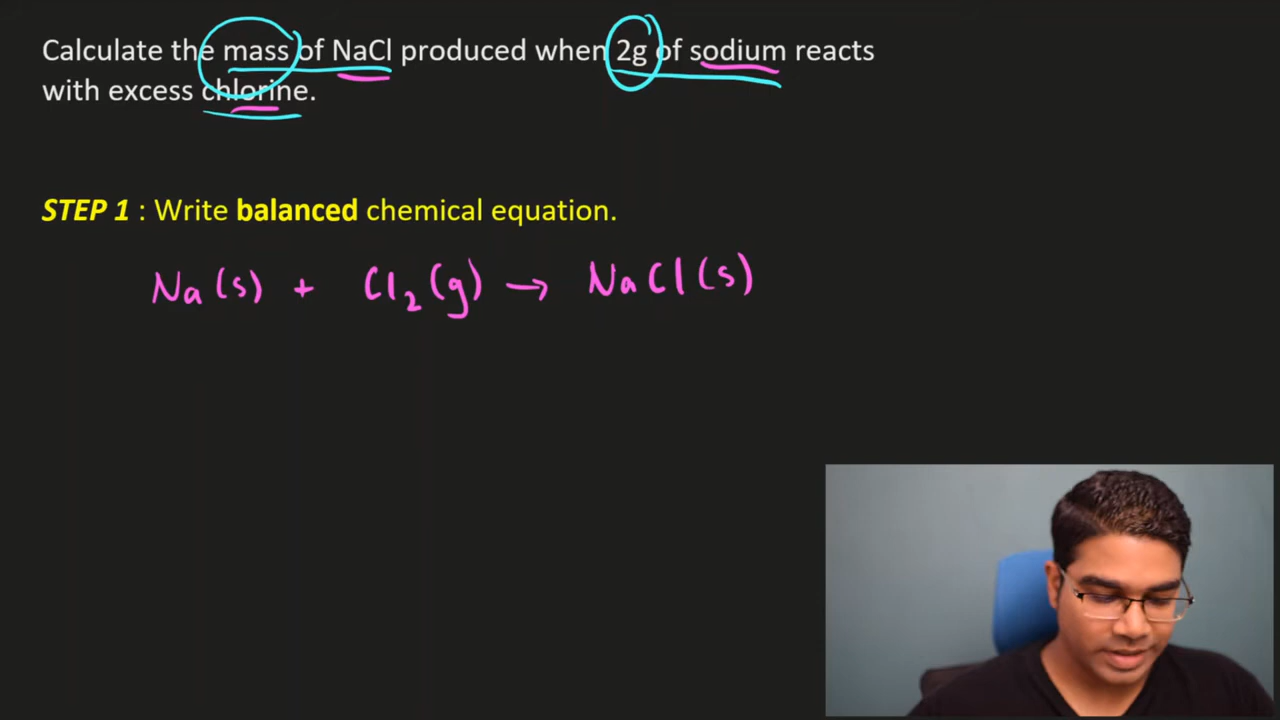 Calculate the mass of NaCl produced when 2g of sodium reacts
with excess chlorine.
STEP 1 : Write balanced chemical equation.
Na(s) + Cl₂(g) → NaCl(s)